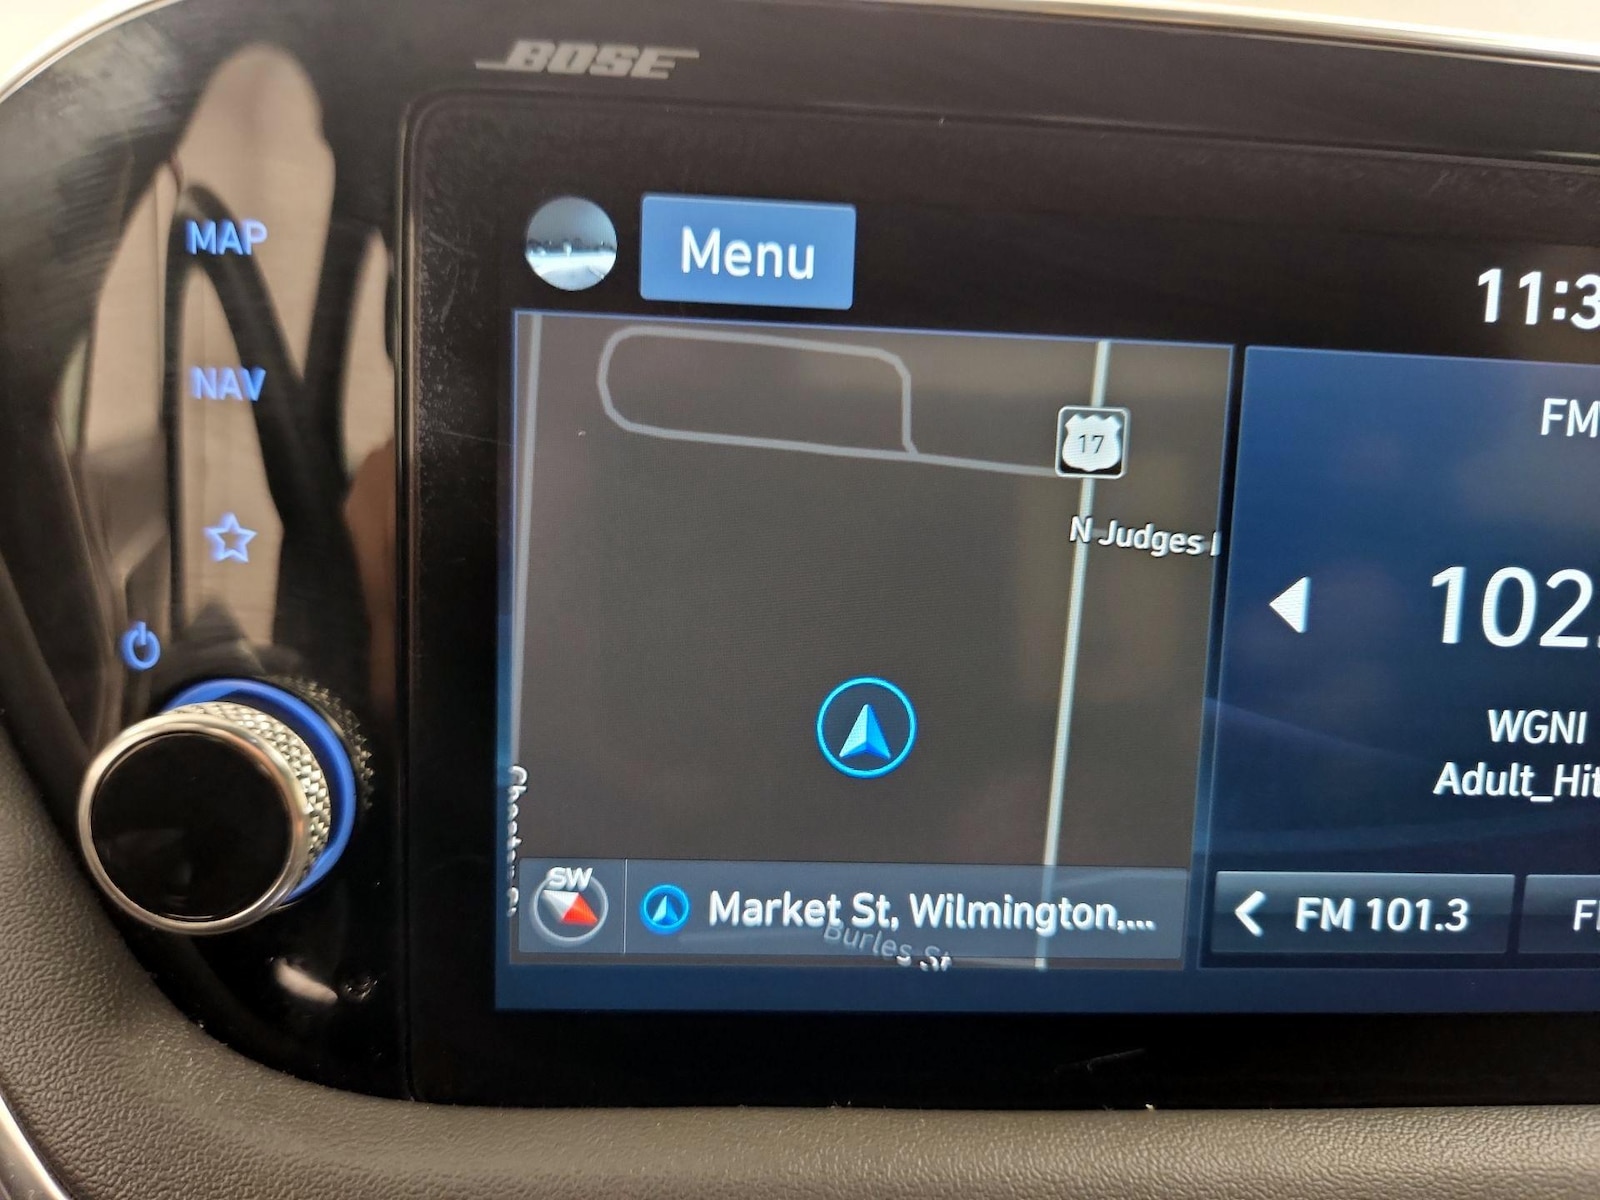 BOSE
MAP
NAV
Menu
11:3
17
N Judges
FM
102.
WGNI
Adult_Hit
SW
Market St, Wilmington,...
Burles St
FM 101.3